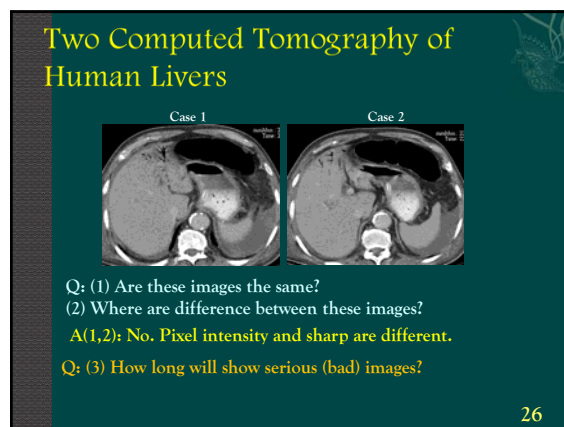 Two Computed Tomography of
Human Livers
Case 1
Case 2
Q: (1) Are these images the same?
(2) Where are difference between these images?
A(1,2): No. Pixel intensity and sharp are different.
Q: (3) How long will show serious (bad) images?
26